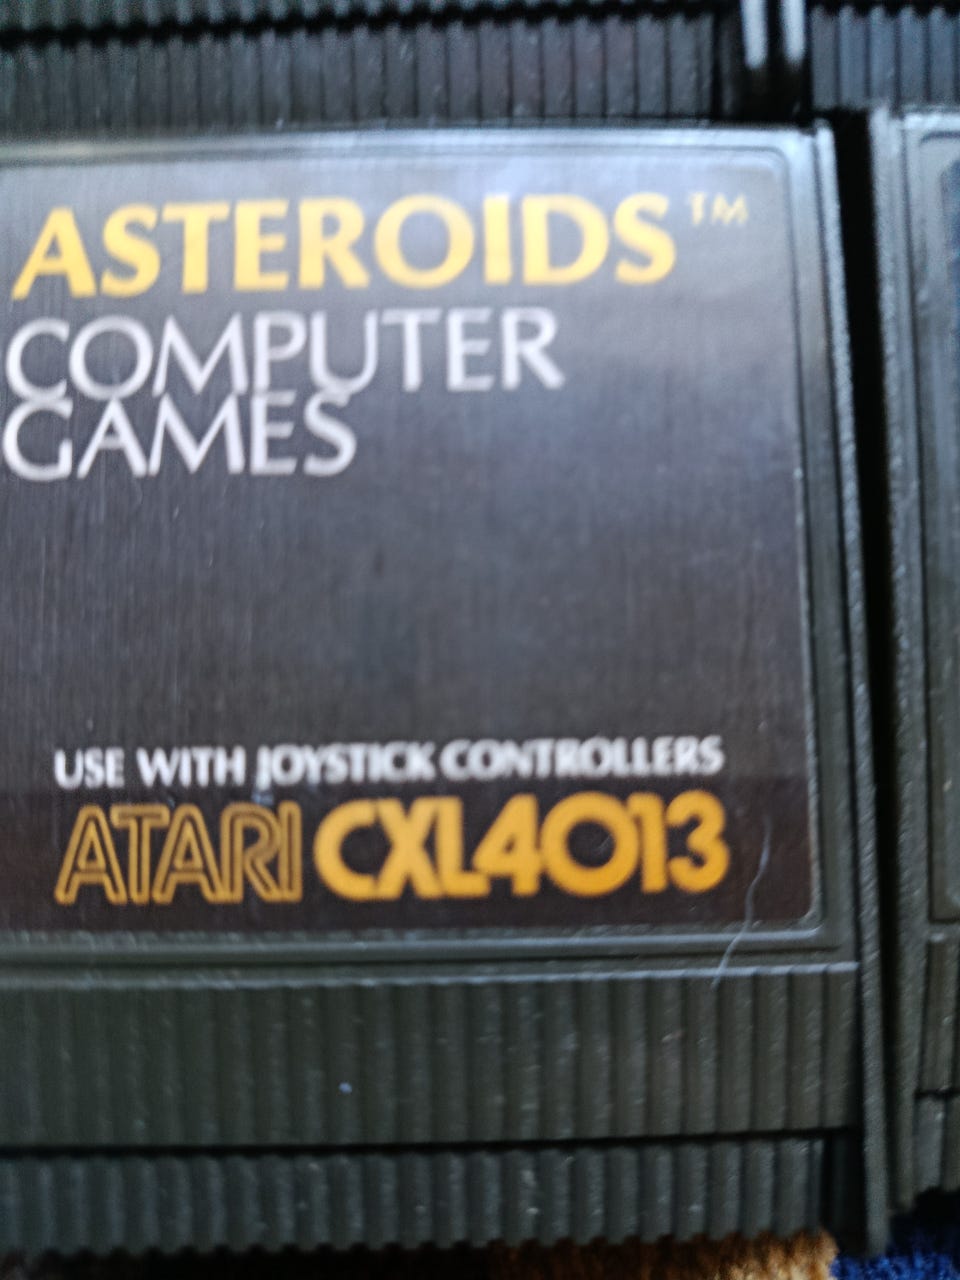 ASTEROIDS™
COMPUTER
GAMES
USE WITH JOYSTICK CONTROLLERS
ATARI CXL4013